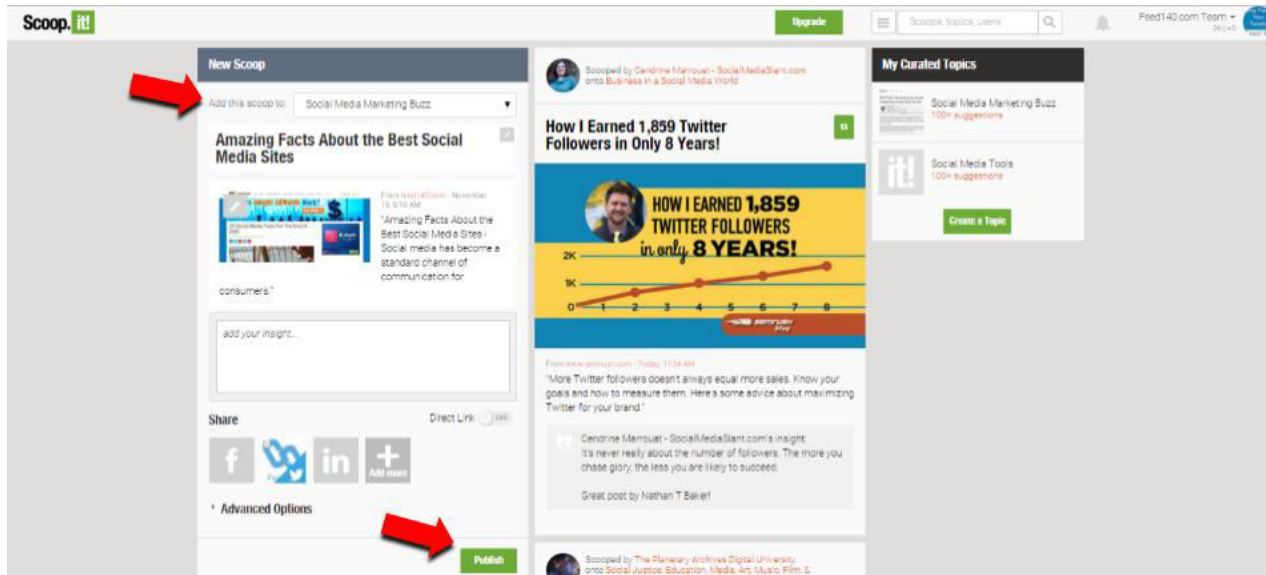 Scoop.it!
Upgrade
Scoops, topics, users
Feed140.com Team
New Scoop
Add this scoop to:
Social Media Marketing Buzz
Amazing Facts About the Best Social
Media Sites
From feed140.com - November
"Amazing Facts About the
Best Social Media Sites -
Social media has become a
standard channel of
communication for
consumers."
add your insight...
Share
Direct Link
OFF
f
in
Add more
Advanced Options
Publish
Scooped by Cendrine Marrouat - SocialMediaSlant.com
onto Business in a Social Media World
How I Earned 1,859 Twitter
Followers in Only 8 Years!
15
HOW I EARNED 1,859
TWITTER FOLLOWERS
in only 8 YEARS!
2K
1K
0 1 2 3 4 5 6 7 8
semrush
blog
From www.semrush.com - Today, 11:36 AM
"More Twitter followers doesn't always equal more sales. Know your
goals and how to measure them. Here's some advice about maximizing
Twitter for your brand."
Cendrine Marrouat - SocialMediaSlant.com's insight:
It's never really about the number of followers. The more you
chase glory, the less you are likely to succeed.
Great post by Nathan T Baker!
Scooped by The Planetary Archives Digital University
onto Social Justice, Education, Media, Art, Music, Film, &
My Curated Topics
Social Media Marketing Buzz
100+ suggestions
it!
Social Media Tools
100+ suggestions
Create a Topic